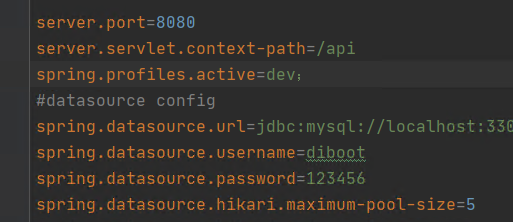 server.port=8080
server.servlet.context-path=/api
spring.profiles.active=dev;
#datasource config
spring.datasource.url=jdbc:mysql://localhost:330
spring.datasource.username=diboot
spring.datasource.password=123456
spring.datasource.hikari.maximum-pool-size=5